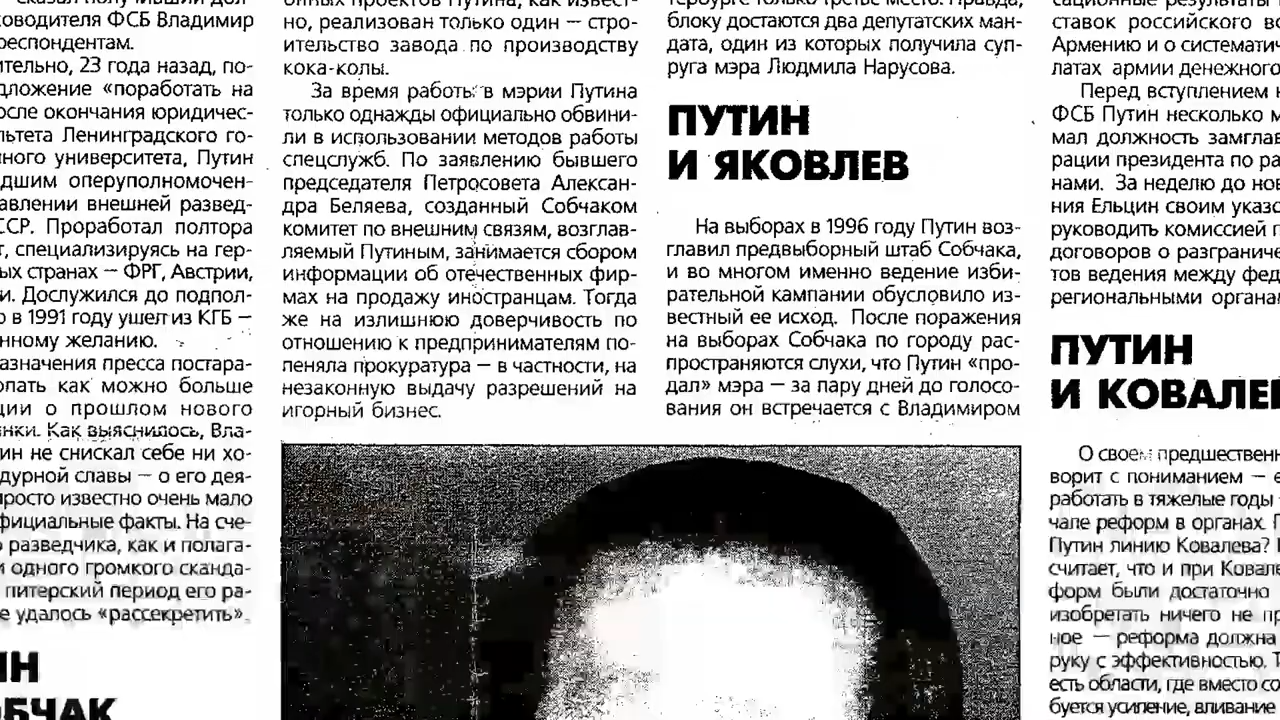 ководителя ФСБ Владимир
респондентам.
ительно, 23 года назад, по-
дложение «поработать на
осле окончания юридичес-
льтета Ленинградского го-
нного университета, Путин
дшим оперуполномочен-
авлении внешней развед-
ССР. Проработал полтора
т, специализируясь на гер-
ых странах — ФРГ, Австрии,
и. Дослужился до подпол-
о в 1991 году ушел из КГБ —
нному желанию.
азначения пресса постара-
опать как можно больше
ции о прошлом нового
нки. Как выяснилось, Вла-
ин не снискал себе ни хо-
дурной славы — о его дея-
просто известно очень мало
фициальные факты. На сче-
о разведчика, как и полага-
и одного громкого сканда-
питерский период его ра-
е удалось «рассекретить».
ИН
ОБЧАК
но, реализован только один — стро-
ительство завода по производству
кока-колы.
За время работы в мэрии Путина
только однажды официально обвини-
ли в использовании методов работы
спецслужб. По заявлению бывшего
председателя Петросовета Алексан-
дра Беляева, созданный Собчаком
комитет по внешним связям, возглав-
ляемый Путиным, занимается сбором
информации об отечественных фир-
мах на продажу иностранцам. Тогда
же на излишнюю доверчивость по
отношению к предпринимателям по-
пеняла прокуратура — в частности, на
незаконную выдачу разрешений на
игорный бизнес.
блоку достаются два депутатских ман-
дата, один из которых получила суп-
руга мэра Людмила Нарусова.
ПУТИН
И ЯКОВЛЕВ
На выборах в 1996 году Путин воз-
главил предвыборный штаб Собчака,
и во многом именно ведение изби-
рательной кампании обусловило из-
вестный ее исход. После поражения
на выборах Собчака по городу рас-
пространяются слухи, что Путин «про-
дал» мэра — за пару дней до голосо-
вания он встречается с Владимиром
ставок российского во
Армению и о системати
латах армии денежного
Перед вступлением н
ФСБ Путин несколько м
мал должность замглав
рации президента по ра
нами. За неделю до нов
ния Ельцин своим указо
руководить комиссией п
договоров о разграниче
тов ведения между фед
региональными органа
ПУТИН
И КОВАЛЕ
О своем предшественн
ворит с пониманием — е
работать в тяжелые годы
чале реформ в органах.
Путин линию Ковалева?
считает, что и при Ковале
форм были достаточно
изобретать ничего не пр
ное — реформа должна
руку с эффективностью. Т
есть области, где вместо со
буется усиление, вливание